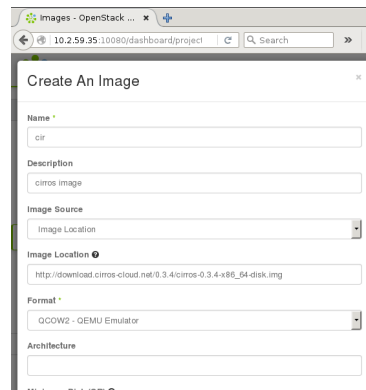 Images - OpenStack ... ×
10.2.59.35:10080/dashboard/project
Search
»
Create An Image
×
Name *
cir
Description
cirros image
Image Source
Image Location
Image Location
http://download.cirros-cloud.net/0.3.4/cirros-0.3.4-x86_64-disk.img
Format *
QCOW2 - QEMU Emulator
Architecture